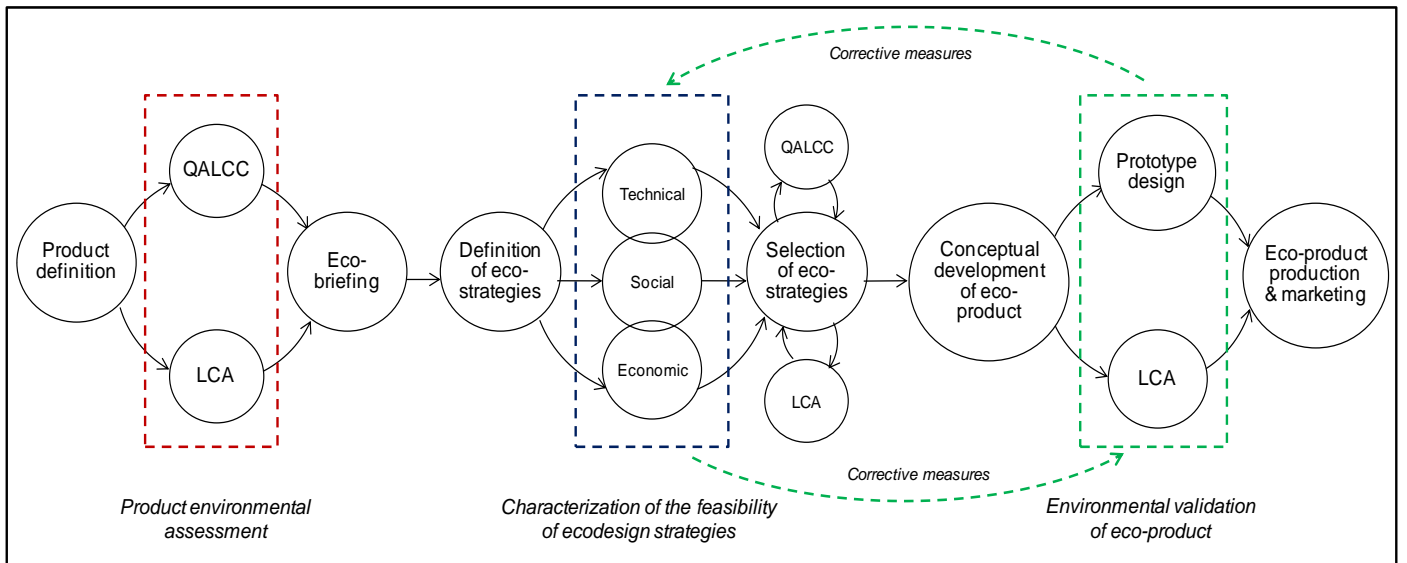 Corrective measures
QALCC
Product
definition
LCA
Eco-
briefing
Definition
of eco-
strategies
Technical
Social
Economic
QALCC
Selection
of eco-
strategies
LCA
Conceptual
development
of eco-
product
Prototype
design
LCA
Eco-product
production
& marketing
Corrective measures
Product environmental
assessment
Characterization of the feasibility
of ecodesign strategies
Environmental validation
of eco-product